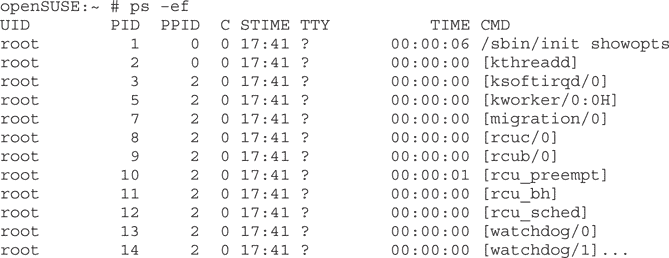 openSUSE:~ # ps -ef
UID        PID  PPID  C STIME TTY          TIME CMD
root         1     0  0 17:41 ?        00:00:06 /sbin/init showopts
root         2     0  0 17:41 ?        00:00:00 [kthreadd]
root         3     2  0 17:41 ?        00:00:00 [ksoftirqd/0]
root         5     2  0 17:41 ?        00:00:00 [kworker/0:0H]
root         7     2  0 17:41 ?        00:00:00 [migration/0]
root         8     2  0 17:41 ?        00:00:00 [rcuc/0]
root         9     2  0 17:41 ?        00:00:00 [rcub/0]
root        10     2  0 17:41 ?        00:00:01 [rcu_preempt]
root        11     2  0 17:41 ?        00:00:00 [rcu_bh]
root        12     2  0 17:41 ?        00:00:00 [rcu_sched]
root        13     2  0 17:41 ?        00:00:00 [watchdog/0]
root        14     2  0 17:41 ?        00:00:00 [watchdog/1]...